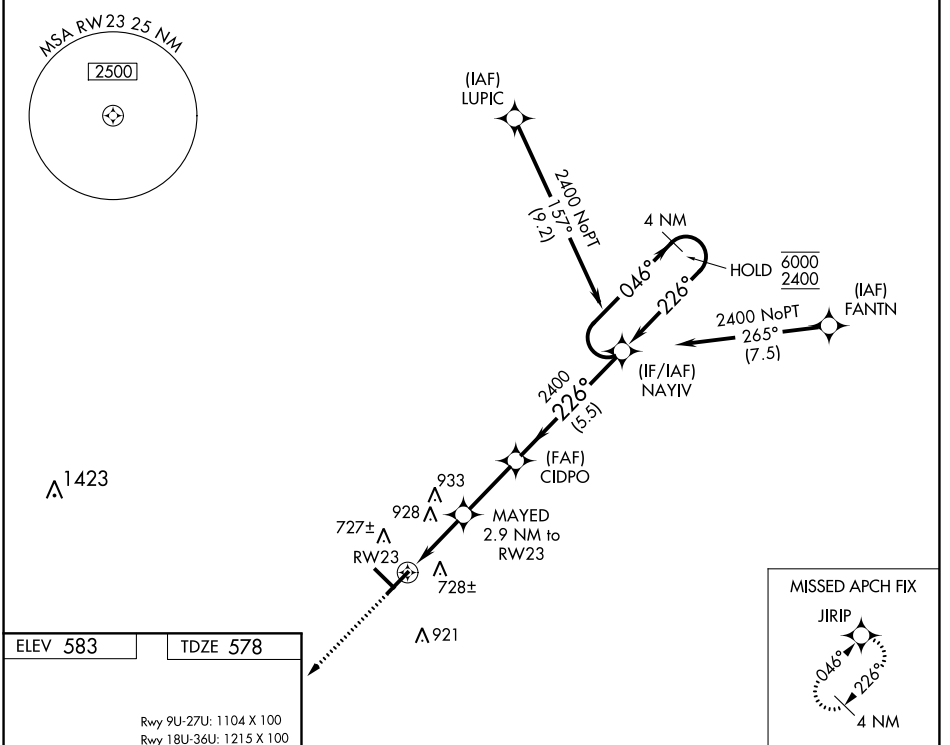 MSA RW23 25 NM
2500
(IAF)
LUPIC
2400 NoPT
157°
(9.2)
4 NM
046°
226°
HOLD
6000
2400
(IAF)
FANTN
2400 NoPT
265°
(7.5)
(IF/IAF)
NAYIV
2400
226°
(5.5)
(FAF)
CIDPO
1423
933
928
MAYED
2.9 NM to
RW23
727±
RW23
728±
921
MISSED APCH FIX
JIRIP
046°
226°
4 NM
ELEV 583
TDZE 578
Rwy 9U-27U: 1104 X 100
Rwy 18U-36U: 1215 X 100